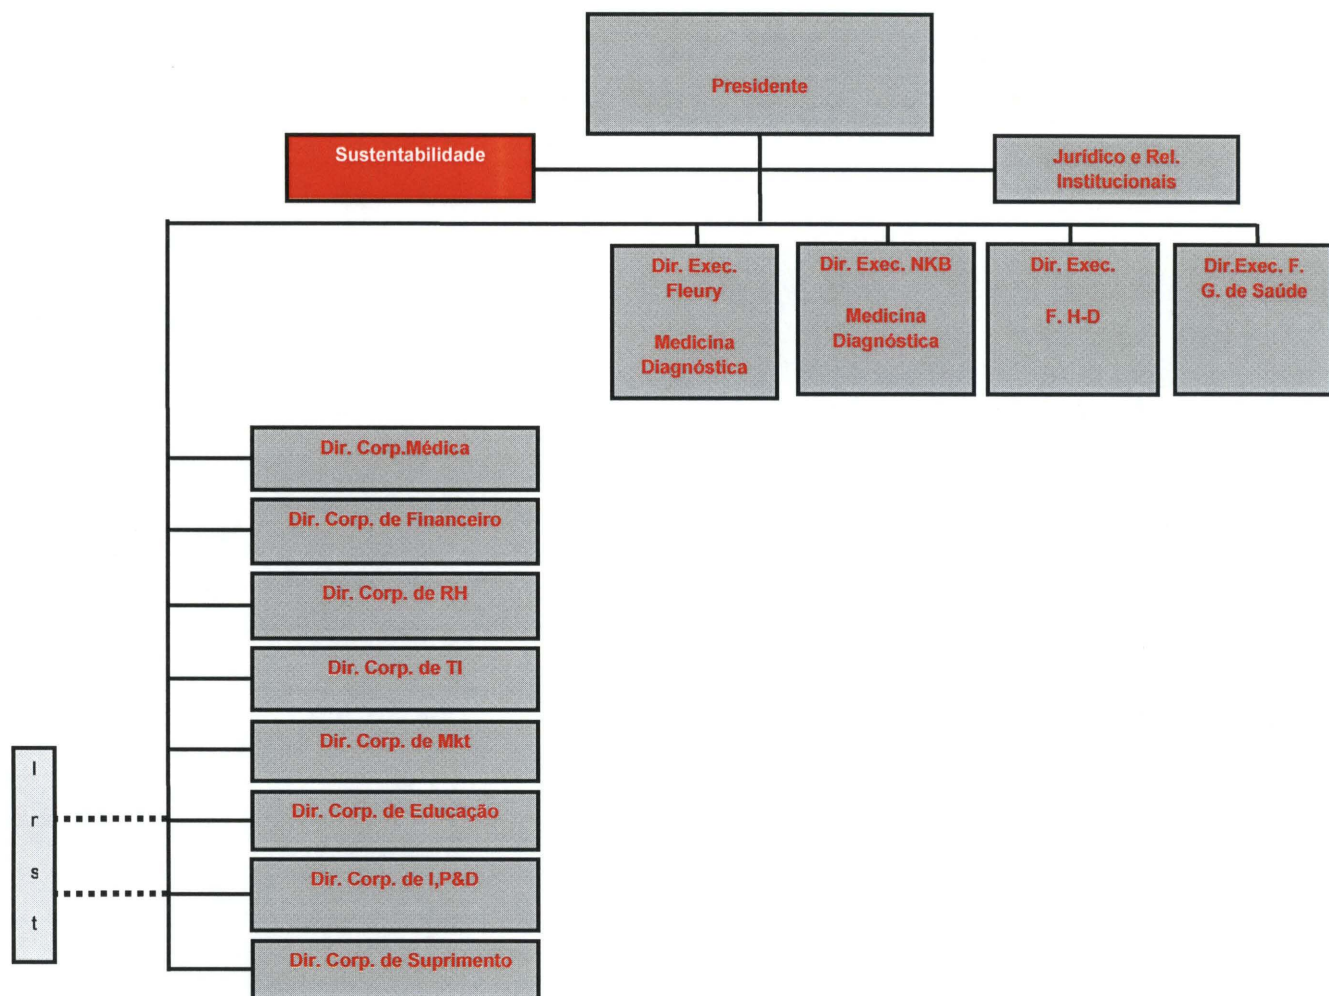 Presidente
Sustentabilidade
Jurídico e Rel.
Institucionais
Dir. Exec.
Fleury
Medicina
Diagnóstica
Dir. Exec. NKB
Medicina
Diagnóstica
Dir. Exec.
F. H-D
Dir.Exec. F.
G. de Saúde
Dir. Corp.Médica
Dir. Corp. de Financeiro
Dir. Corp. de RH
Dir. Corp. de TI
Dir. Corp. de Mkt
Dir. Corp. de Educação
Dir. Corp. de I,P&D
Dir. Corp. de Suprimento
I
r
s
t